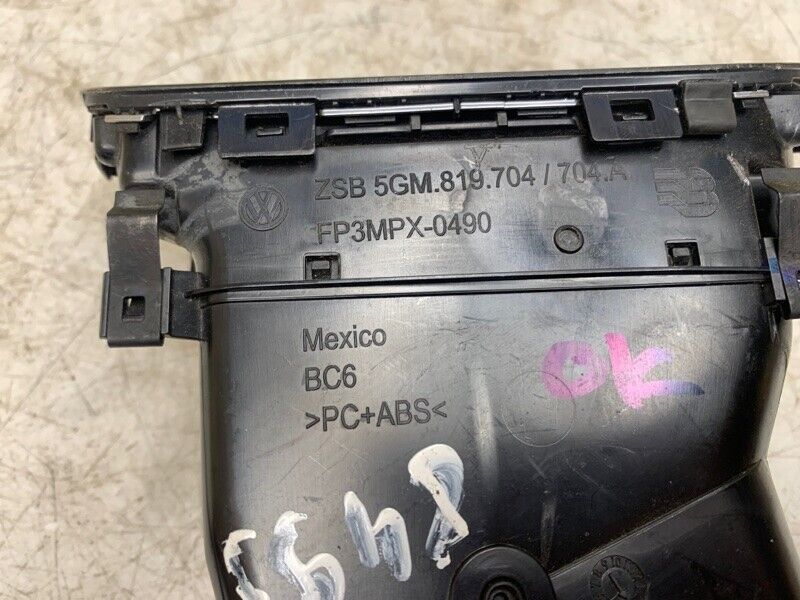 ZSB 5GM.819.704 / 704.A
FP3MPX-0490
Mexico
BC6
>PC+ABS<
OK